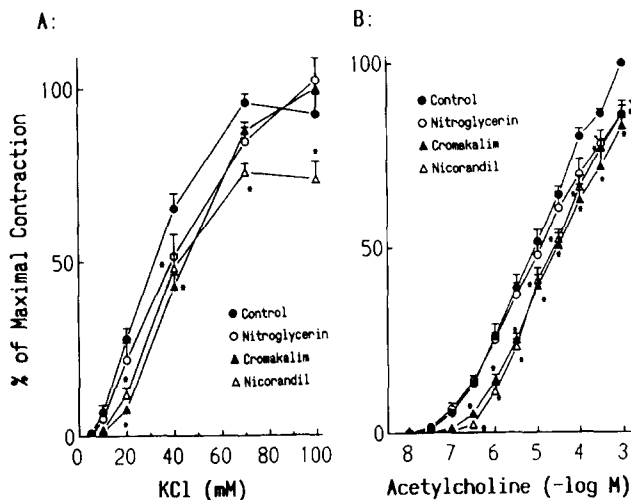 A:
B:
% of Maximal Contraction
100
50
0
0 20 40 60 80 100
KCl (mM)
Control
Nitroglycerin
Cromakalim
Nicorandil
100
50
0
8 7 6 5 4 3
Acetylcholine (-log M)
Control
Nitroglycerin
Cromakalim
Nicorandil